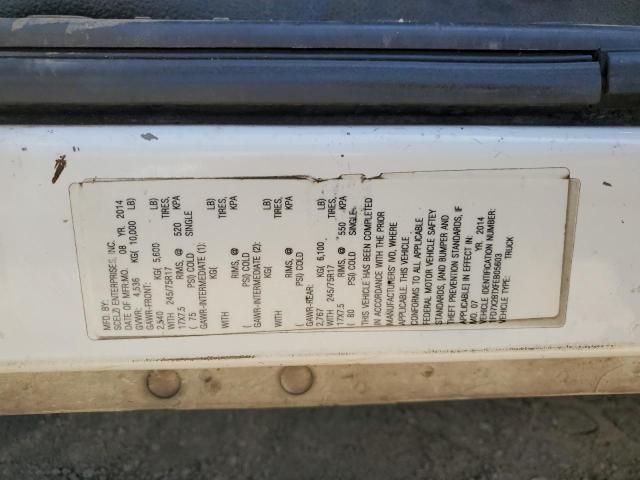 MFD. BY:
SCELZI ENTERPRISES, INC.
DATE OF MFR:MO. 08 YR. 2014
GVWR: 4,536 KG( 10,000 LB)
GAWR-FRONT:
2,540 KG( 5,600 LB)
WITH 245/75R17 TIRES,
17X7.5 RIMS, @ 520 KPA
( 75 PSI) COLD SINGLE
GAWR-INTERMEDIATE (1):
KG( LB)
WITH TIRES,
RIMS, @ KPA
( PSI) COLD
GAWR-INTERMEDIATE (2):
KG( LB)
WITH TIRES,
RIMS, @ KPA
( PSI) COLD
GAWR-REAR:
2,767 KG( 6,100 LB)
WITH 245/75R17 TIRES,
17X7.5 RIMS, @ 550 KPA
( 80 PSI) COLD SINGLE
THIS VEHICLE HAS BEEN COMPLETED
IN ACCORDANCE WITH THE PRIOR
MANUFACTURERS' NO. WHERE
APPLICABLE. THIS VEHICLE
CONFORMS TO ALL APPLICABLE
FEDERAL MOTOR VEHICLE SAFTEY
STANDARDS, [AND BUMPER AND
THEFT PREVENTION STANDARDS, IF
APPLICABLE] IN EFFECT IN:
MO. 07 YR. 2014
VEHICLE IDENTIFICATION NUMBER:
VEHICLE TYPE: TRUCK